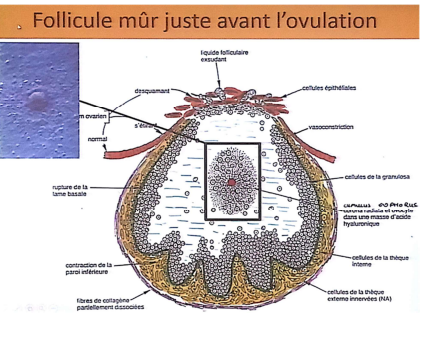 Follicule mûr juste avant l'ovulation
liquide folliculaire
exsudant
desquamant
cellules épithéliales
m ovarien
s'étirant
normal
vasoconstriction
cellules de la granulosa
rupture de la
lame basale
cumulus oophorus
corona radiata et ovocyte
dans une masse d'acide
hyaluronique
contraction de la
paroi inférieure
cellules de la thèque
interne
cellules de la thèque
externe innervées (NA)
fibres de collagène
partiellement dissociées